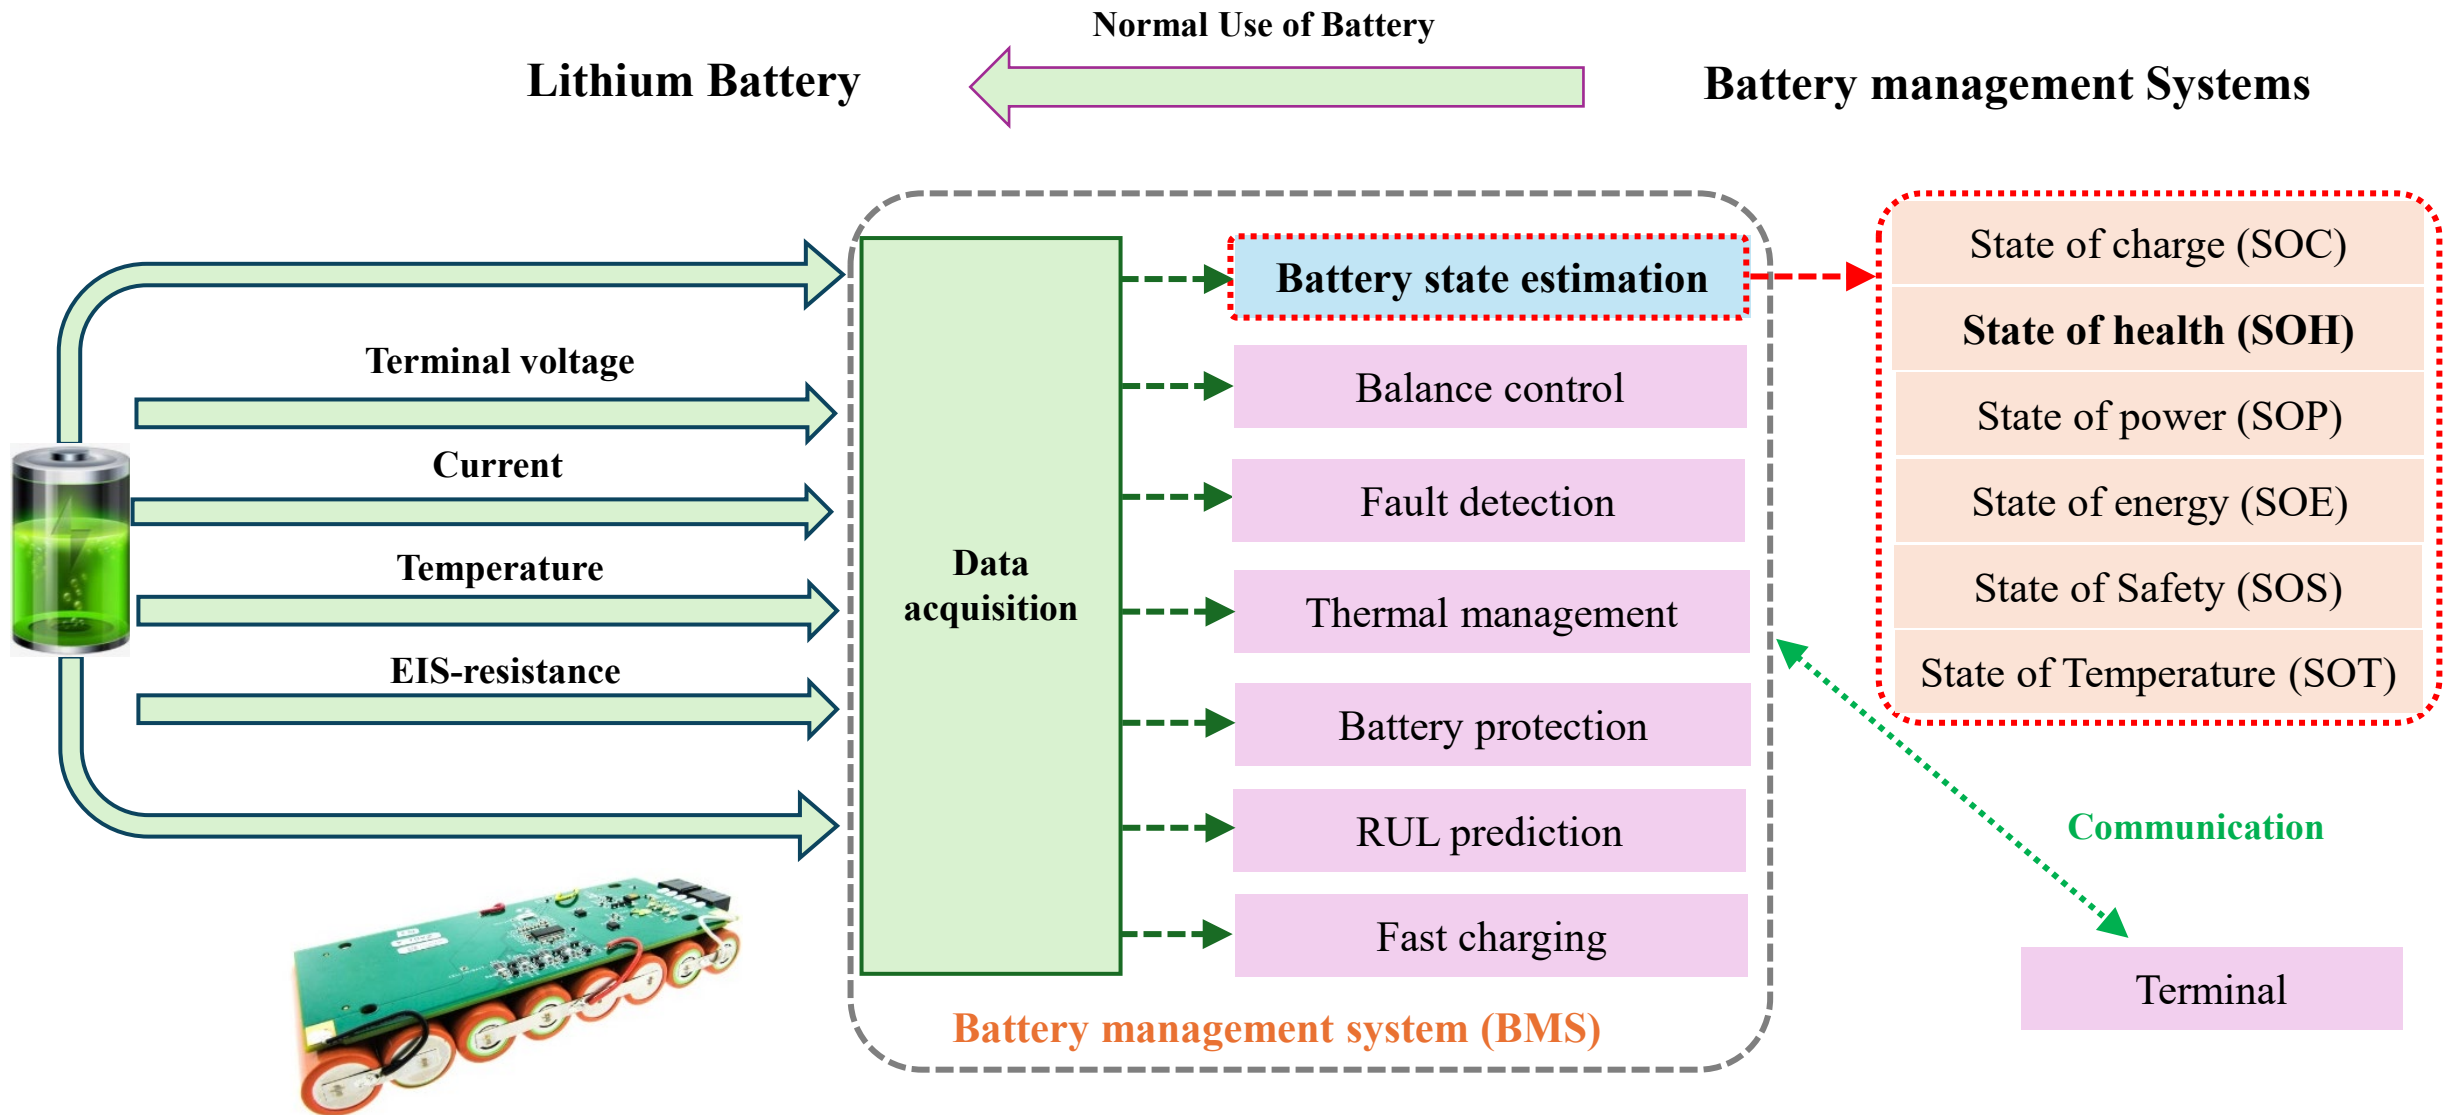 Normal Use of Battery
Lithium Battery
Battery management Systems
Terminal voltage
Current
Temperature
EIS-resistance
Data
acquisition
Battery state estimation
Balance control
Fault detection
Thermal management
Battery protection
RUL prediction
Fast charging
Battery management system (BMS)
State of charge (SOC)
State of health (SOH)
State of power (SOP)
State of energy (SOE)
State of Safety (SOS)
State of Temperature (SOT)
Communication
Terminal